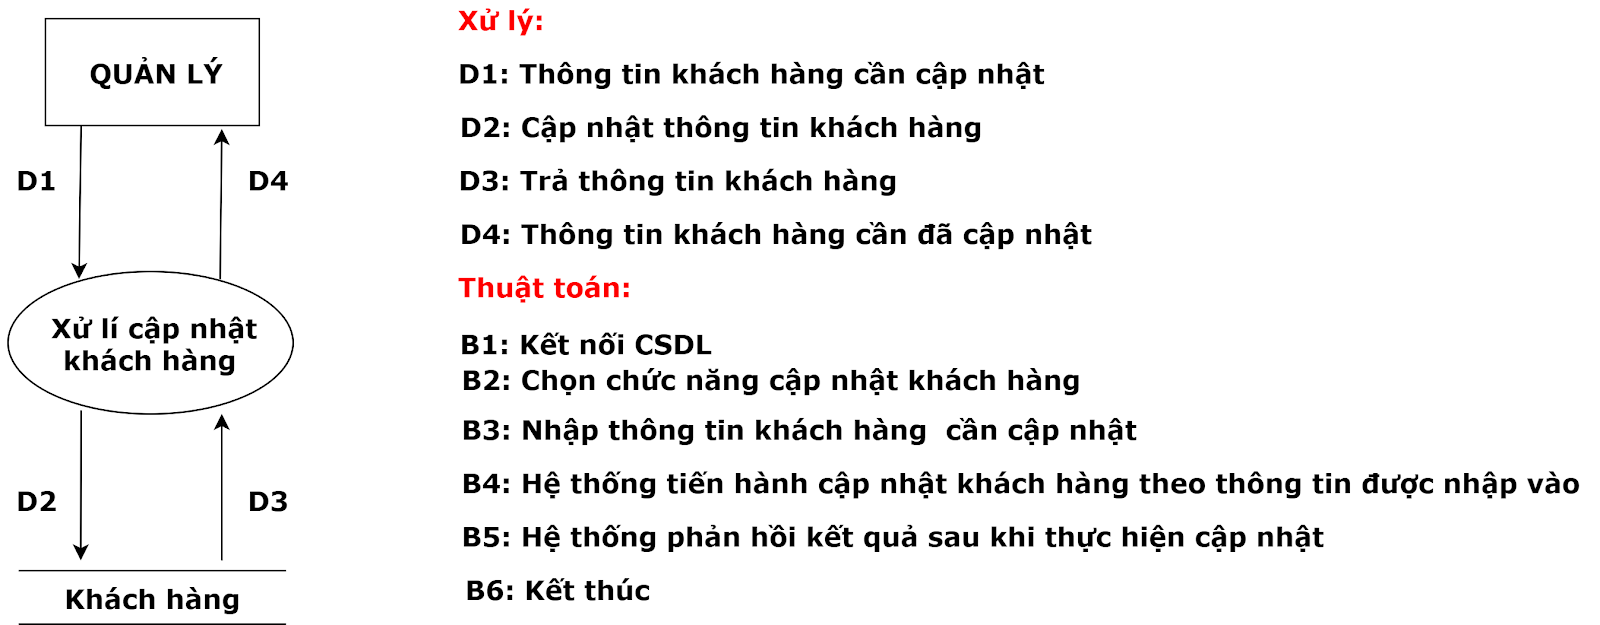 QUẢN LÝ
D1
D4
Xử lí cập nhật
khách hàng
D2
D3
Khách hàng
Xử lý:
D1: Thông tin khách hàng cần cập nhật
D2: Cập nhật thông tin khách hàng
D3: Trả thông tin khách hàng
D4: Thông tin khách hàng cần đã cập nhật
Thuật toán:
B1: Kết nối CSDL
B2: Chọn chức năng cập nhật khách hàng
B3: Nhập thông tin khách hàng  cần cập nhật
B4: Hệ thống tiến hành cập nhật khách hàng theo thông tin được nhập vào
B5: Hệ thống phản hồi kết quả sau khi thực hiện cập nhật
B6: Kết thúc